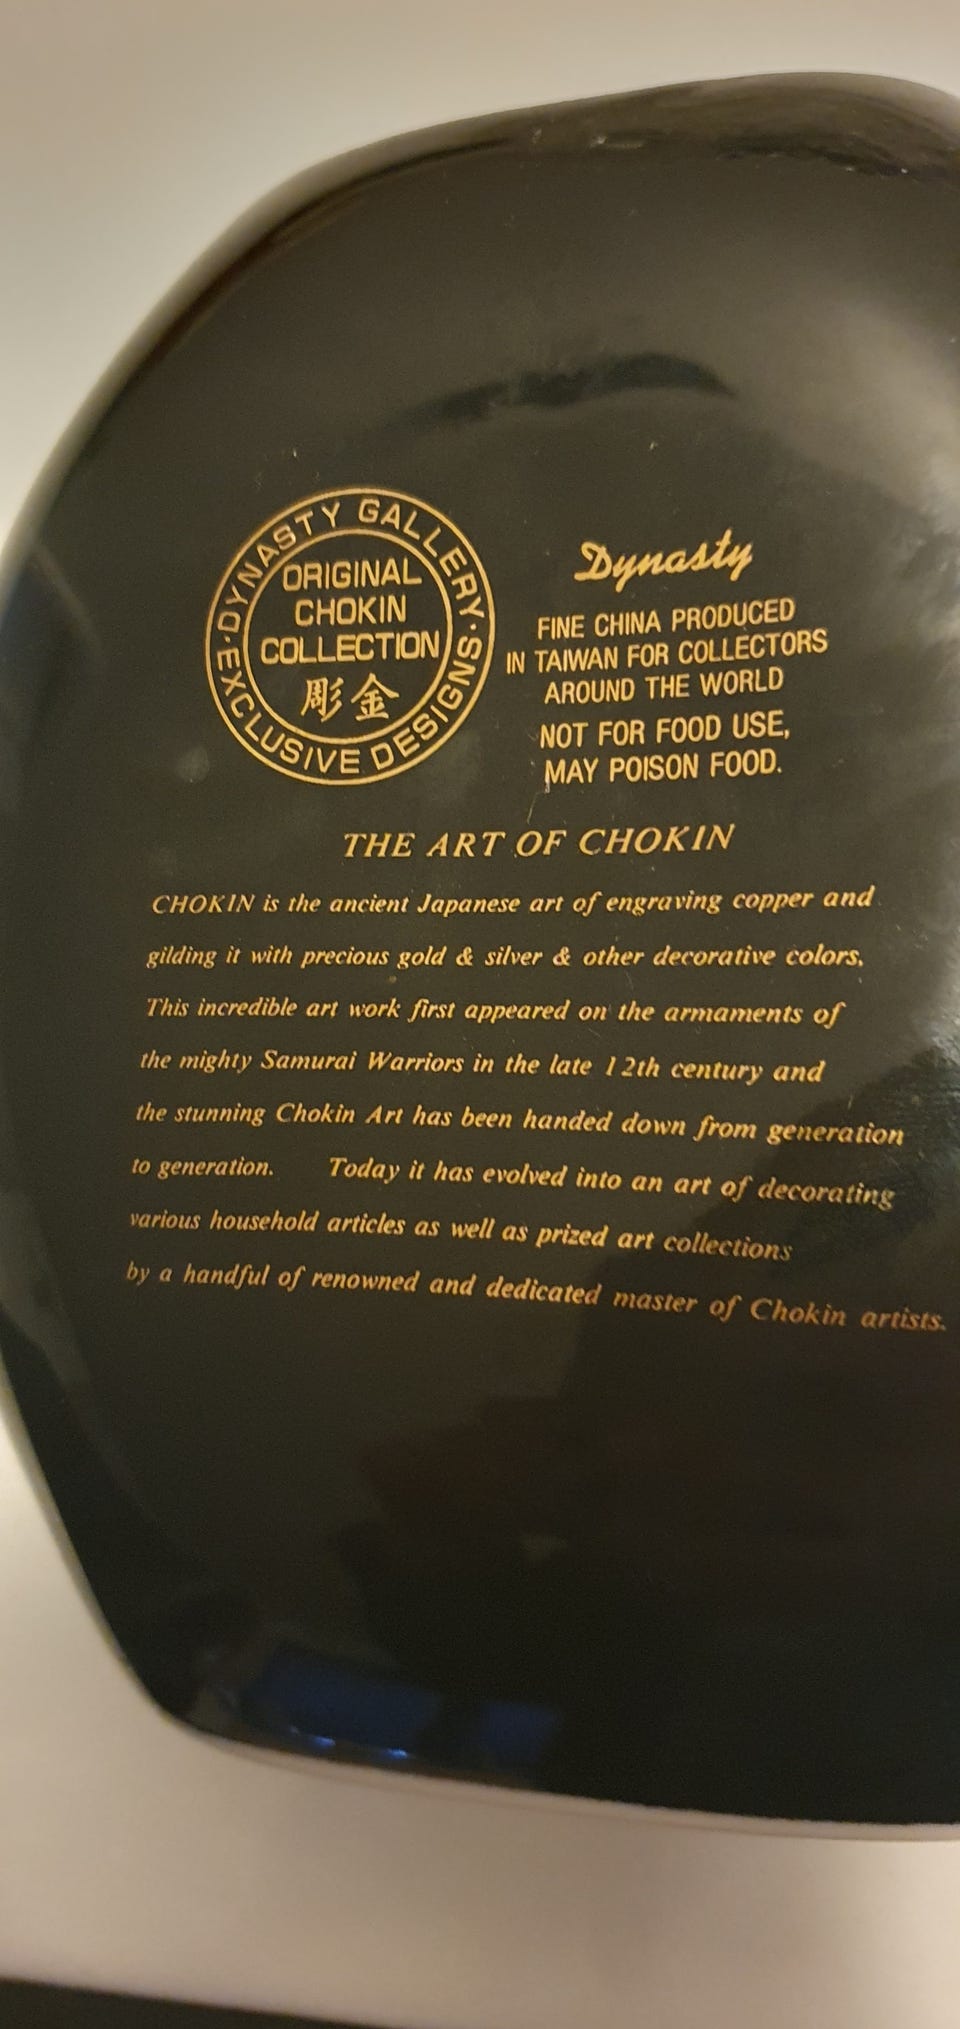 DYNASTY GALLERY
ORIGINAL
CHOKIN
COLLECTION
彫金
EXCLUSIVE DESIGNS
Dynasty
FINE CHINA PRODUCED
IN TAIWAN FOR COLLECTORS
AROUND THE WORLD
NOT FOR FOOD USE,
MAY POISON FOOD.
THE ART OF CHOKIN
CHOKIN is the ancient Japanese art of engraving copper and
gilding it with precious gold & silver & other decorative colors,
This incredible art work first appeared on the armaments of
the mighty Samurai Warriors in the late 12th century and
the stunning Chokin Art has been handed down from generation
to generation. Today it has evolved into an art of decorating
various household articles as well as prized art collections
by a handful of renowned and dedicated master of Chokin artists.